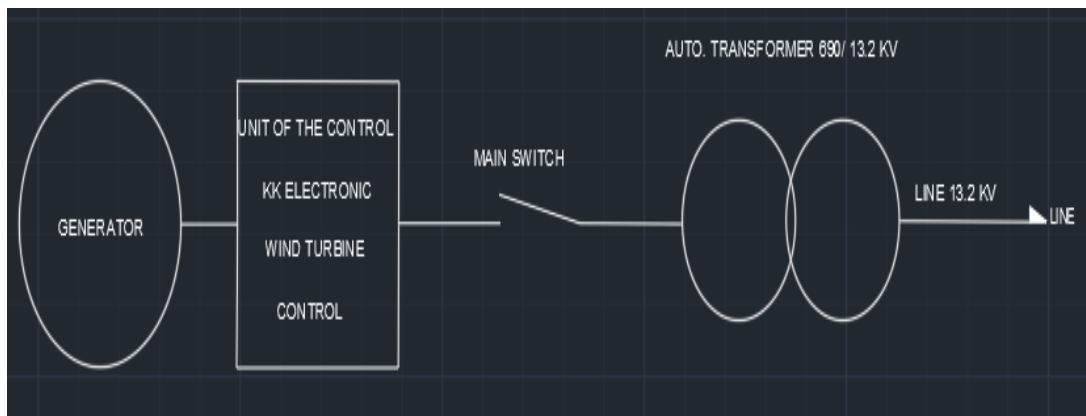 AUTO. TRANSFORMER 690/ 13.2 KV
UNIT OF THE CONTROL
KK ELECTRONIC
WIND TURBINE
CONTROL
MAIN SWITCH
GENERATOR
LINE 13.2 KV
LINE